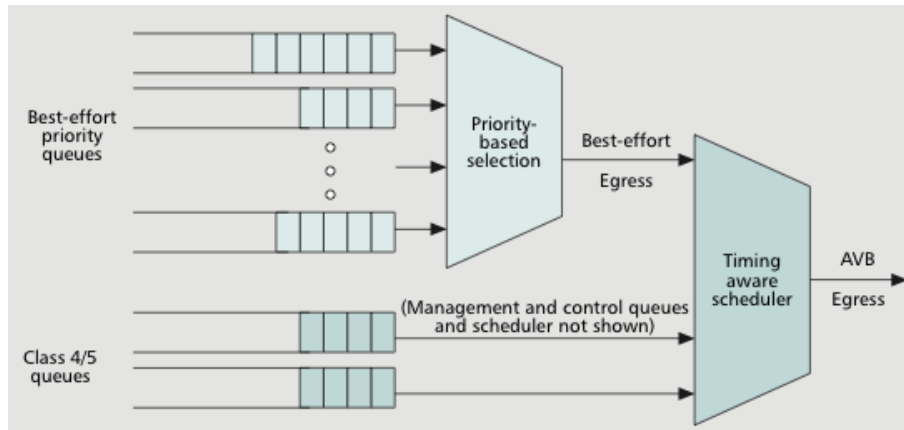 Best-effort
priority
queues
Priority-
based
selection
Best-effort
Egress
Timing
aware
scheduler
AVB
Egress
(Management and control queues
and scheduler not shown)
Class 4/5
queues